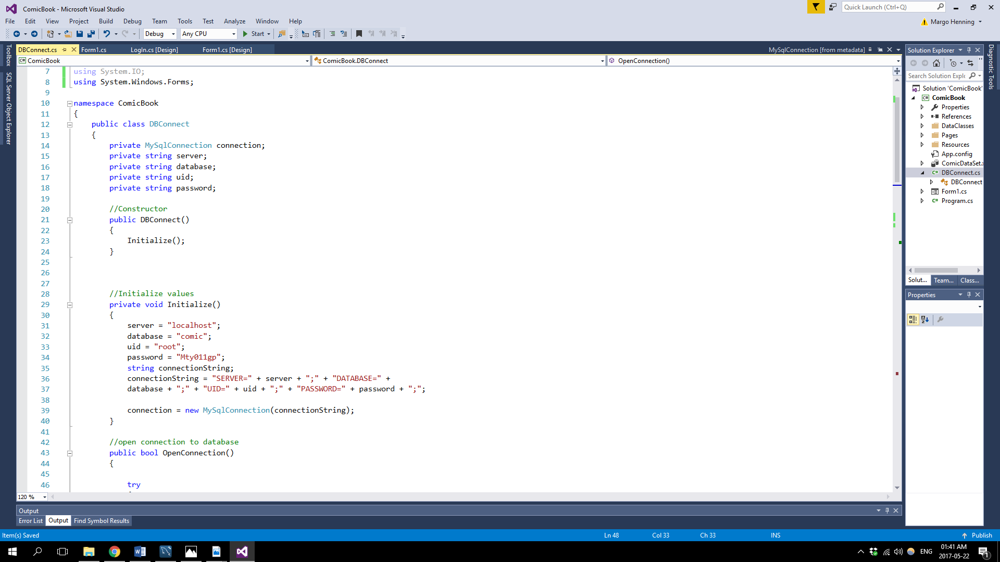 ComicBook - Microsoft Visual Studio
Quick Launch (Ctrl+Q)
File Edit View Project Build Debug Team Tools Test Analyze Window Help
Margo Henning
Debug Any CPU Start
Toolbox
SQL Server Object Explorer
DBConnect.cs Form1.cs LogIn.cs [Design] Form1.cs [Design] MySqlConnection [from metadata]
ComicBook ComicBook.DBConnect OpenConnection()
7 using System.IO;
8 using System.Windows.Forms;
9
10 namespace ComicBook
11 {
12 public class DBConnect
13 {
14 private MySqlConnection connection;
15 private string server;
16 private string database;
17 private string uid;
18 private string password;
19
20 //Constructor
21 public DBConnect()
22 {
23 Initialize();
24 }
25
26
27
28 //Initialize values
29 private void Initialize()
30 {
31 server = "localhost";
32 database = "comic";
33 uid = "root";
34 password = "Mty011gp";
35 string connectionString;
36 connectionString = "SERVER=" + server + ";" + "DATABASE=" +
37 database + ";" + "UID=" + uid + ";" + "PASSWORD=" + password + ";";
38
39 connection = new MySqlConnection(connectionString);
40 }
41
42 //open connection to database
43 public bool OpenConnection()
44 {
45
46 try
120 %
Solution Explorer
Search Solution Explo
Solution 'ComicBook'
C# ComicBook
Properties
References
DataClasses
Pages
Resources
App.config
ComicDataSet.x
C# DBConnect.cs
DBConnect
Form1.cs
C# Program.cs
Solut... Team... Class...
Properties
Diagnostic Tools
Output
Error List Output Find Symbol Results
Item(s) Saved Ln 48 Col 33 Ch 33 INS Publish
ENG 01:41 AM
2017-05-22
1